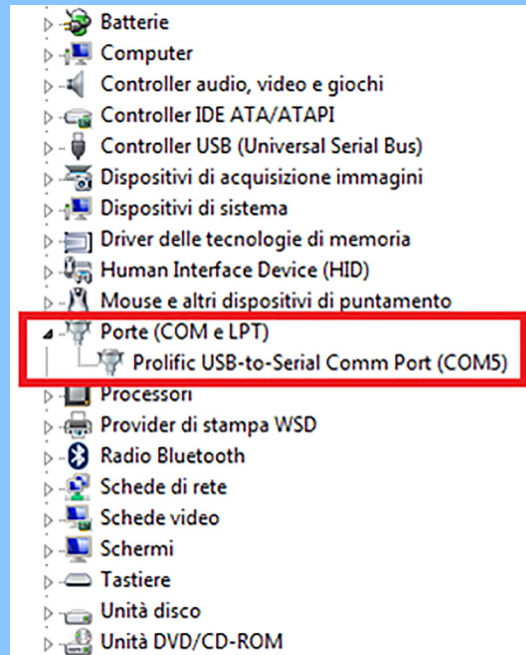 Batterie
Computer
Controller audio, video e giochi
Controller IDE ATA/ATAPI
Controller USB (Universal Serial Bus)
Dispositivi di acquisizione immagini
Dispositivi di sistema
Driver delle tecnologie di memoria
Human Interface Device (HID)
Mouse e altri dispositivi di puntamento
Porte (COM e LPT)
Prolific USB-to-Serial Comm Port (COM5)
Processori
Provider di stampa WSD
Radio Bluetooth
Schede di rete
Schede video
Schermi
Tastiere
Unità disco
Unità DVD/CD-ROM